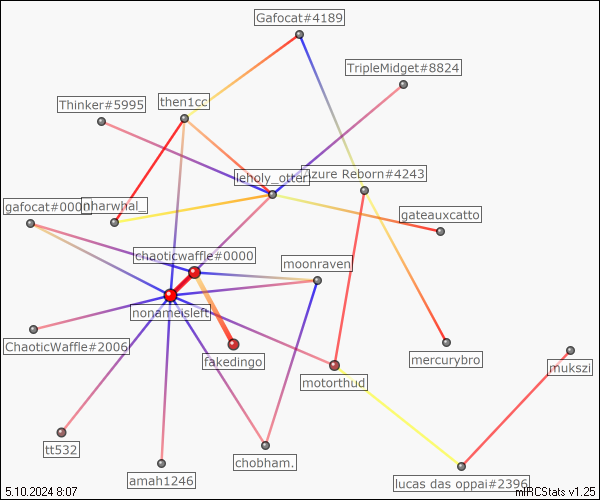 Gafocat#4189
TripleMidget#8824
Thinker#5995
then1cc
leholy_otter
Azure Reborn#4243
gafocat#000
nharwhal_
gateauxcatto
chaoticwaffle#0000
moonraven
nonameisleft
ChaoticWaffle#2006
fakedingo
mercurybro
mukszi
motorthud
tt532
chobham.
amah1246
lucas das oppai#2396
5.10.2024 8:07
mIRCStats v1.25